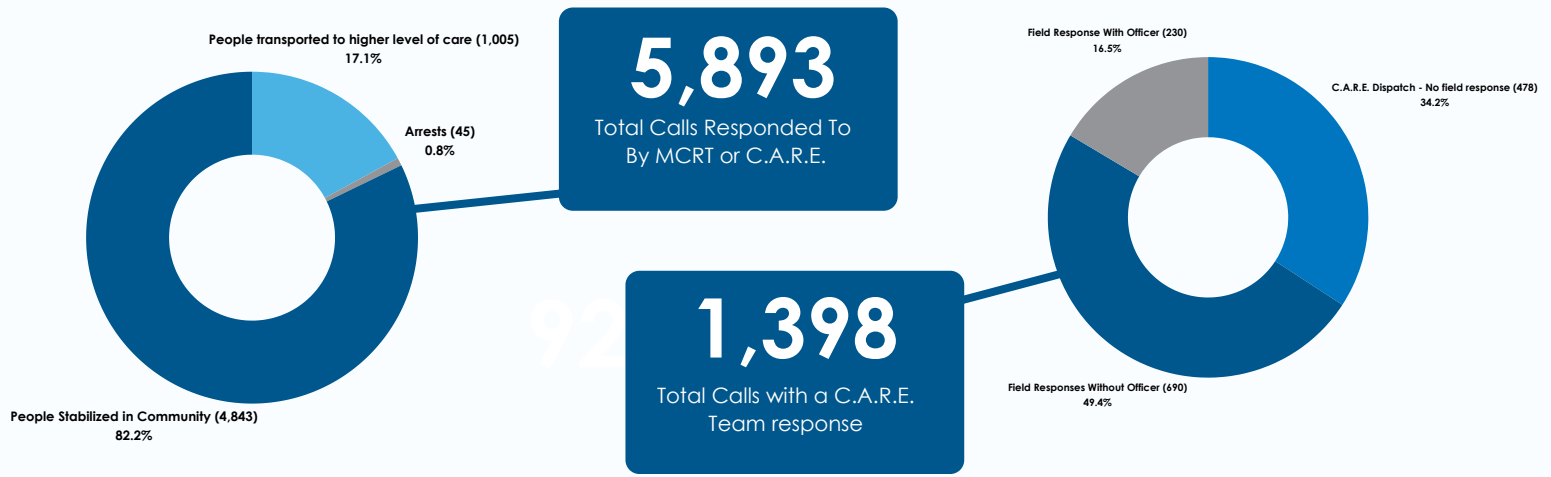 People transported to higher level of care (1,005)
17.1%
Arrests (45)
0.8%
People Stabilized in Community (4,843)
82.2%
5,893
Total Calls Responded To
By MCRT or C.A.R.E.
92
1,398
Total Calls with a C.A.R.E.
Team response
Field Response With Officer (230)
16.5%
C.A.R.E. Dispatch - No field response (478)
34.2%
Field Responses Without Officer (690)
49.4%